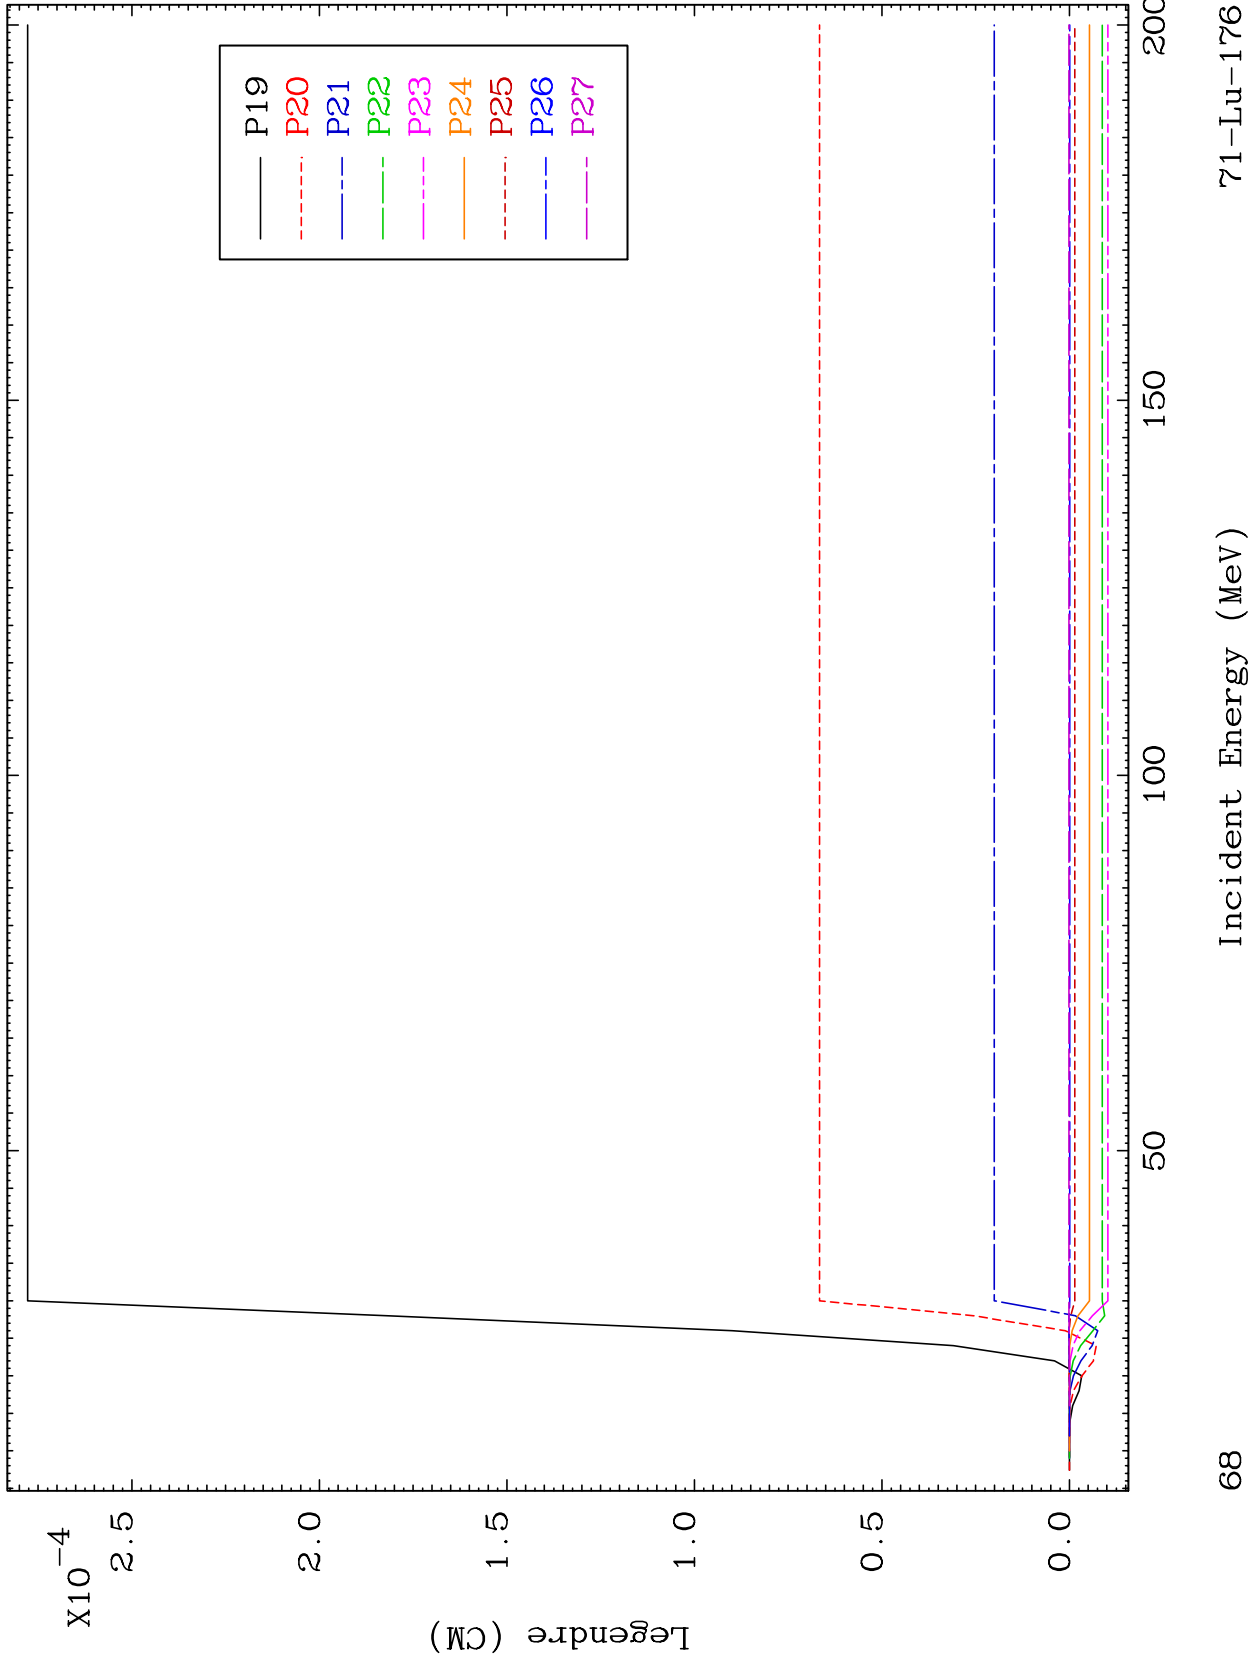 X10-4
2.5
2.0
1.5
1.0
0.5
0.0
Legendre (CM)
P19
P20
P21
P22
P23
P24
P25
P26
P27
50
100
150
200
68
Incident Energy (MeV)
71-Lu-176